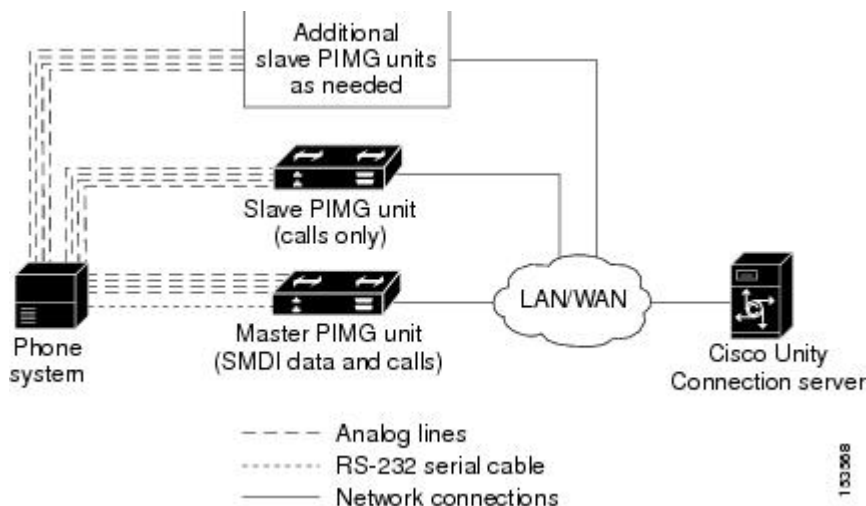 Additional
slave PIMG units
as needed
Slave PIMG unit
(calls only)
LAN/WAN
Phone
system
Master PIMG unit
(SMDI data and calls)
Cisco Unity
Connection server
Analog lines
RS-232 serial cable
Network connections
153568